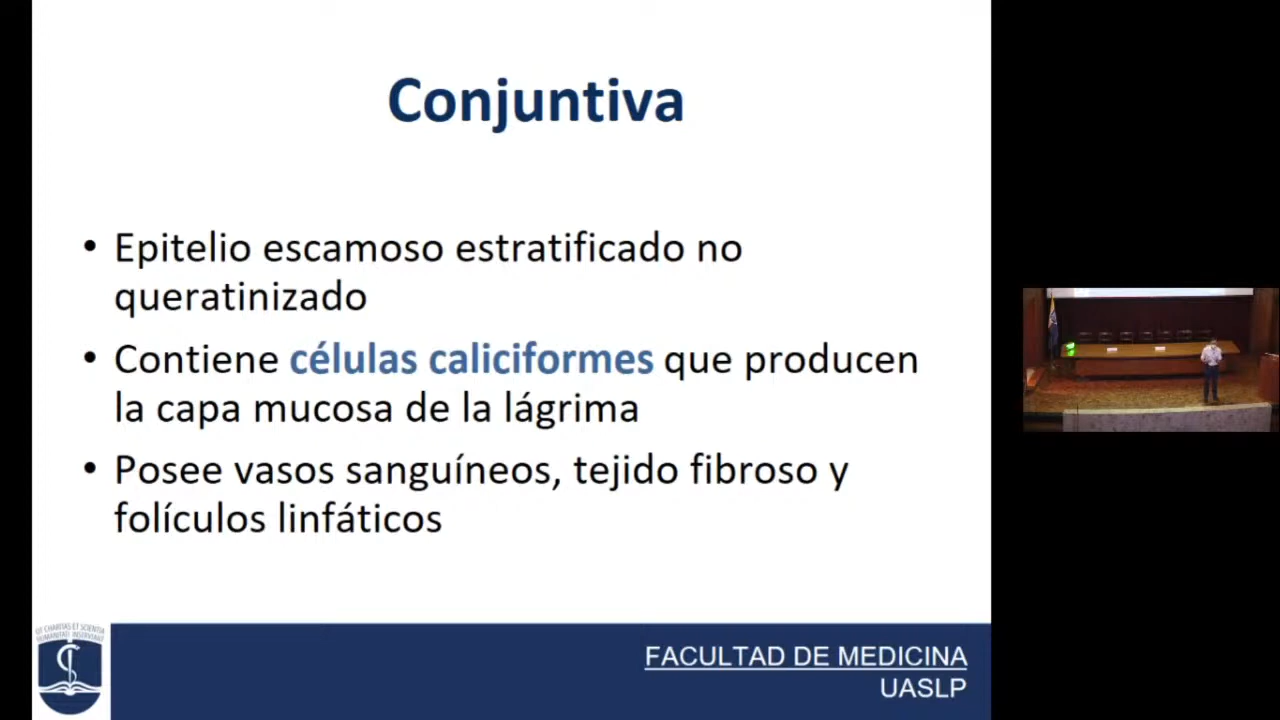 Conjuntiva
• Epitelio escamoso estratificado no
queratinizado
• Contiene células caliciformes que producen
la capa mucosa de la lágrima
• Posee vasos sanguíneos, tejido fibroso y
folículos linfáticos
FACULTAD DE MEDICINA
UASLP